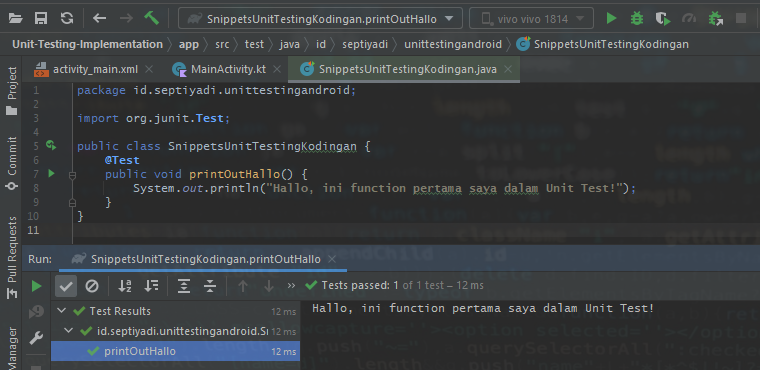 SnippetsUnitTestingKodingan.printOutHallo
vivo vivo 1814
Unit-Testing-Implementation > app > src > test > java > id > septiyadi > unittestingandroid > SnippetsUnitTestingKodingan
Project
Commit
Pull Requests
Manager
activity_main.xml
MainActivity.kt
SnippetsUnitTestingKodingan.java
1 package id.septiyadi.unittestingandroid;
2
3 import org.junit.Test;
4
5 public class SnippetsUnitTestingKodingan {
6 @Test
7 public void printOutHallo() {
8 System.out.println("Hallo, ini function pertama saya dalam Unit Test!");
9 }
10 }
11
Run: SnippetsUnitTestingKodingan.printOutHallo
Tests passed: 1 of 1 test – 12 ms
Test Results 12 ms
id.septiyadi.unittestingandroid.Sn 12 ms
printOutHallo 12 ms
Hallo, ini function pertama saya dalam Unit Test!